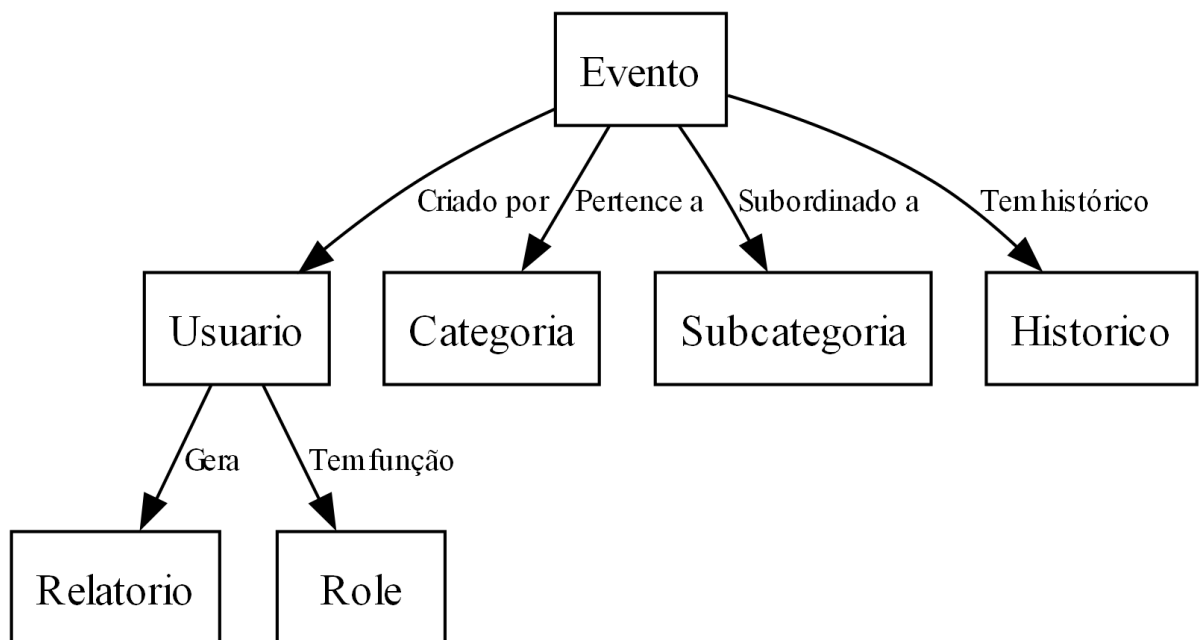 Evento
Criado por
Pertence a
Subordinado a
Tem histórico
Usuario
Categoria
Subcategoria
Historico
Gera
Tem função
Relatorio
Role